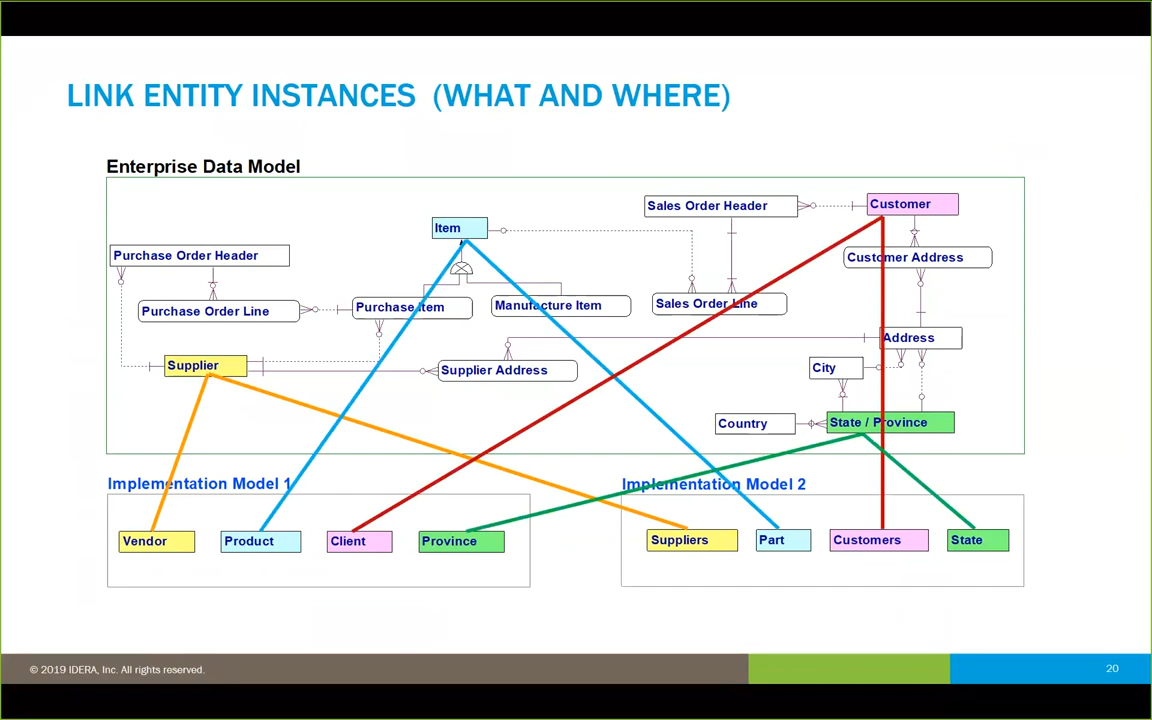 LINK ENTITY INSTANCES (WHAT AND WHERE)
Enterprise Data Model
Sales Order Header
Customer
Item
Purchase Order Header
Customer Address
Purchase Order Line
Purchase Item
Manufacture Item
Sales Order Line
Address
Supplier
Supplier Address
City
Country
State / Province
Implementation Model 1
Implementation Model 2
Vendor
Product
Client
Province
Suppliers
Part
Customers
State
© 2019 IDERA, Inc. All rights reserved.
20